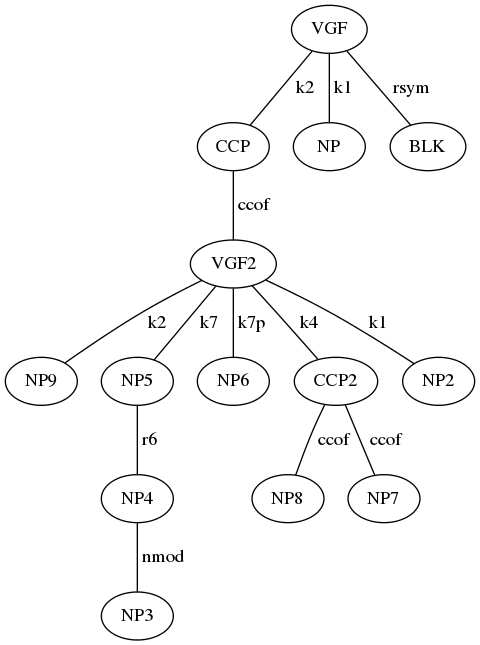 VGF
k2 k1 rsym
CCP NP BLK
ccof
VGF2
k2 k7 k7p k4 k1
NP9 NP5 NP6 CCP2 NP2
r6 ccof ccof
NP4 NP8 NP7
nmod
NP3